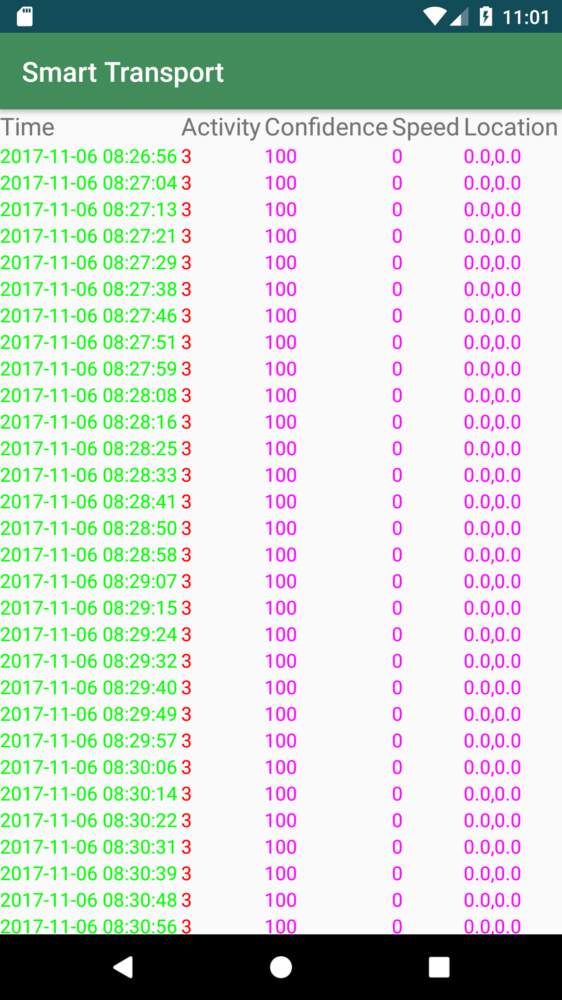 11:01
Smart Transport
Time Activity Confidence Speed Location
2017-11-06 08:26:56 3 100 0 0.0,0.0
2017-11-06 08:27:04 3 100 0 0.0,0.0
2017-11-06 08:27:13 3 100 0 0.0,0.0
2017-11-06 08:27:21 3 100 0 0.0,0.0
2017-11-06 08:27:29 3 100 0 0.0,0.0
2017-11-06 08:27:38 3 100 0 0.0,0.0
2017-11-06 08:27:46 3 100 0 0.0,0.0
2017-11-06 08:27:51 3 100 0 0.0,0.0
2017-11-06 08:27:59 3 100 0 0.0,0.0
2017-11-06 08:28:08 3 100 0 0.0,0.0
2017-11-06 08:28:16 3 100 0 0.0,0.0
2017-11-06 08:28:25 3 100 0 0.0,0.0
2017-11-06 08:28:33 3 100 0 0.0,0.0
2017-11-06 08:28:41 3 100 0 0.0,0.0
2017-11-06 08:28:50 3 100 0 0.0,0.0
2017-11-06 08:28:58 3 100 0 0.0,0.0
2017-11-06 08:29:07 3 100 0 0.0,0.0
2017-11-06 08:29:15 3 100 0 0.0,0.0
2017-11-06 08:29:24 3 100 0 0.0,0.0
2017-11-06 08:29:32 3 100 0 0.0,0.0
2017-11-06 08:29:40 3 100 0 0.0,0.0
2017-11-06 08:29:49 3 100 0 0.0,0.0
2017-11-06 08:29:57 3 100 0 0.0,0.0
2017-11-06 08:30:06 3 100 0 0.0,0.0
2017-11-06 08:30:14 3 100 0 0.0,0.0
2017-11-06 08:30:22 3 100 0 0.0,0.0
2017-11-06 08:30:31 3 100 0 0.0,0.0
2017-11-06 08:30:39 3 100 0 0.0,0.0
2017-11-06 08:30:48 3 100 0 0.0,0.0
2017-11-06 08:30:56 3 100 0 0.0,0.0